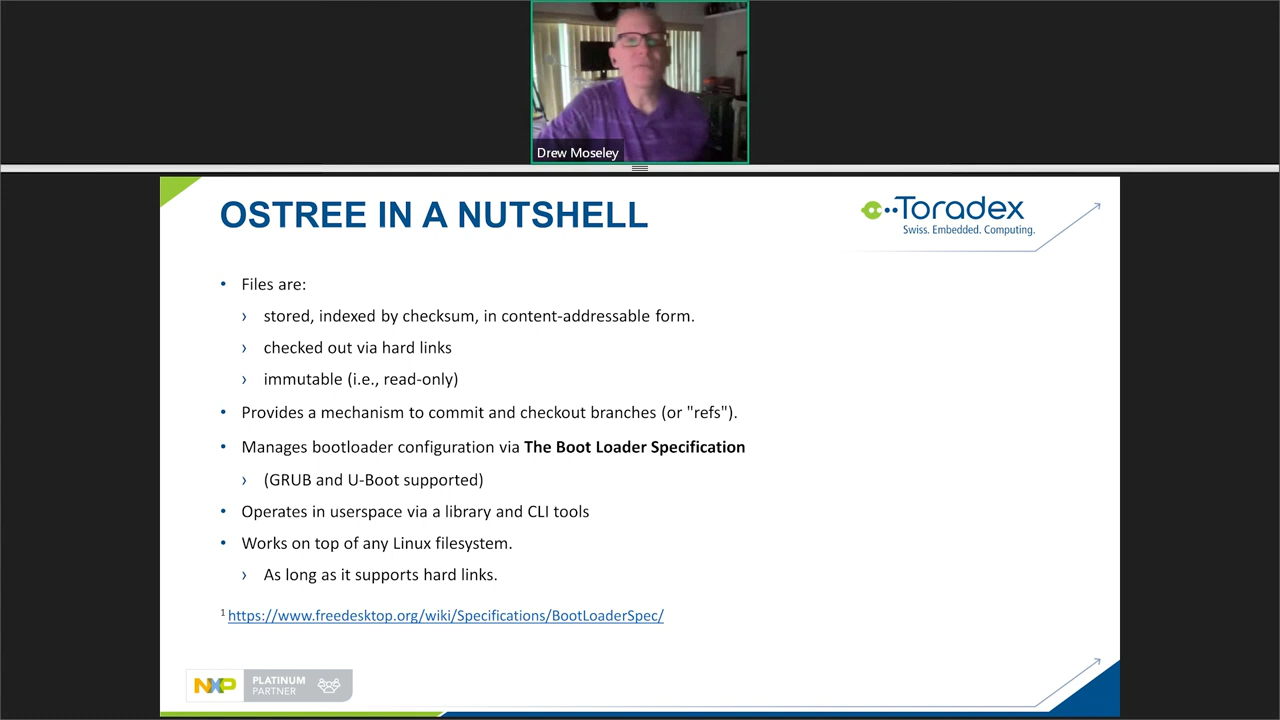 Drew Moseley
OSTREE IN A NUTSHELL
Toradex
Swiss. Embedded. Computing.
• Files are:
› stored, indexed by checksum, in content-addressable form.
› checked out via hard links
› immutable (i.e., read-only)
• Provides a mechanism to commit and checkout branches (or "refs").
• Manages bootloader configuration via The Boot Loader Specification
› (GRUB and U-Boot supported)
• Operates in userspace via a library and CLI tools
• Works on top of any Linux filesystem.
› As long as it supports hard links.
1 https://www.freedesktop.org/wiki/Specifications/BootLoaderSpec/
NXP
PLATINUM
PARTNER